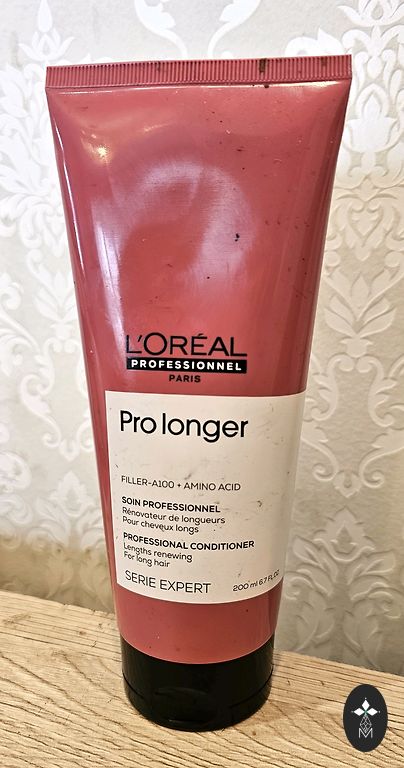 L'ORÉAL
PROFESSIONNEL
PARIS
Pro longer
FILLER-A100 + AMINO ACID
SOIN PROFESSIONNEL
Rénovateur de longueurs
Pour cheveux longs
PROFESSIONAL CONDITIONER
Lengths renewing
For long hair
SERIE EXPERT
200 ml 6.7 FL.OZ